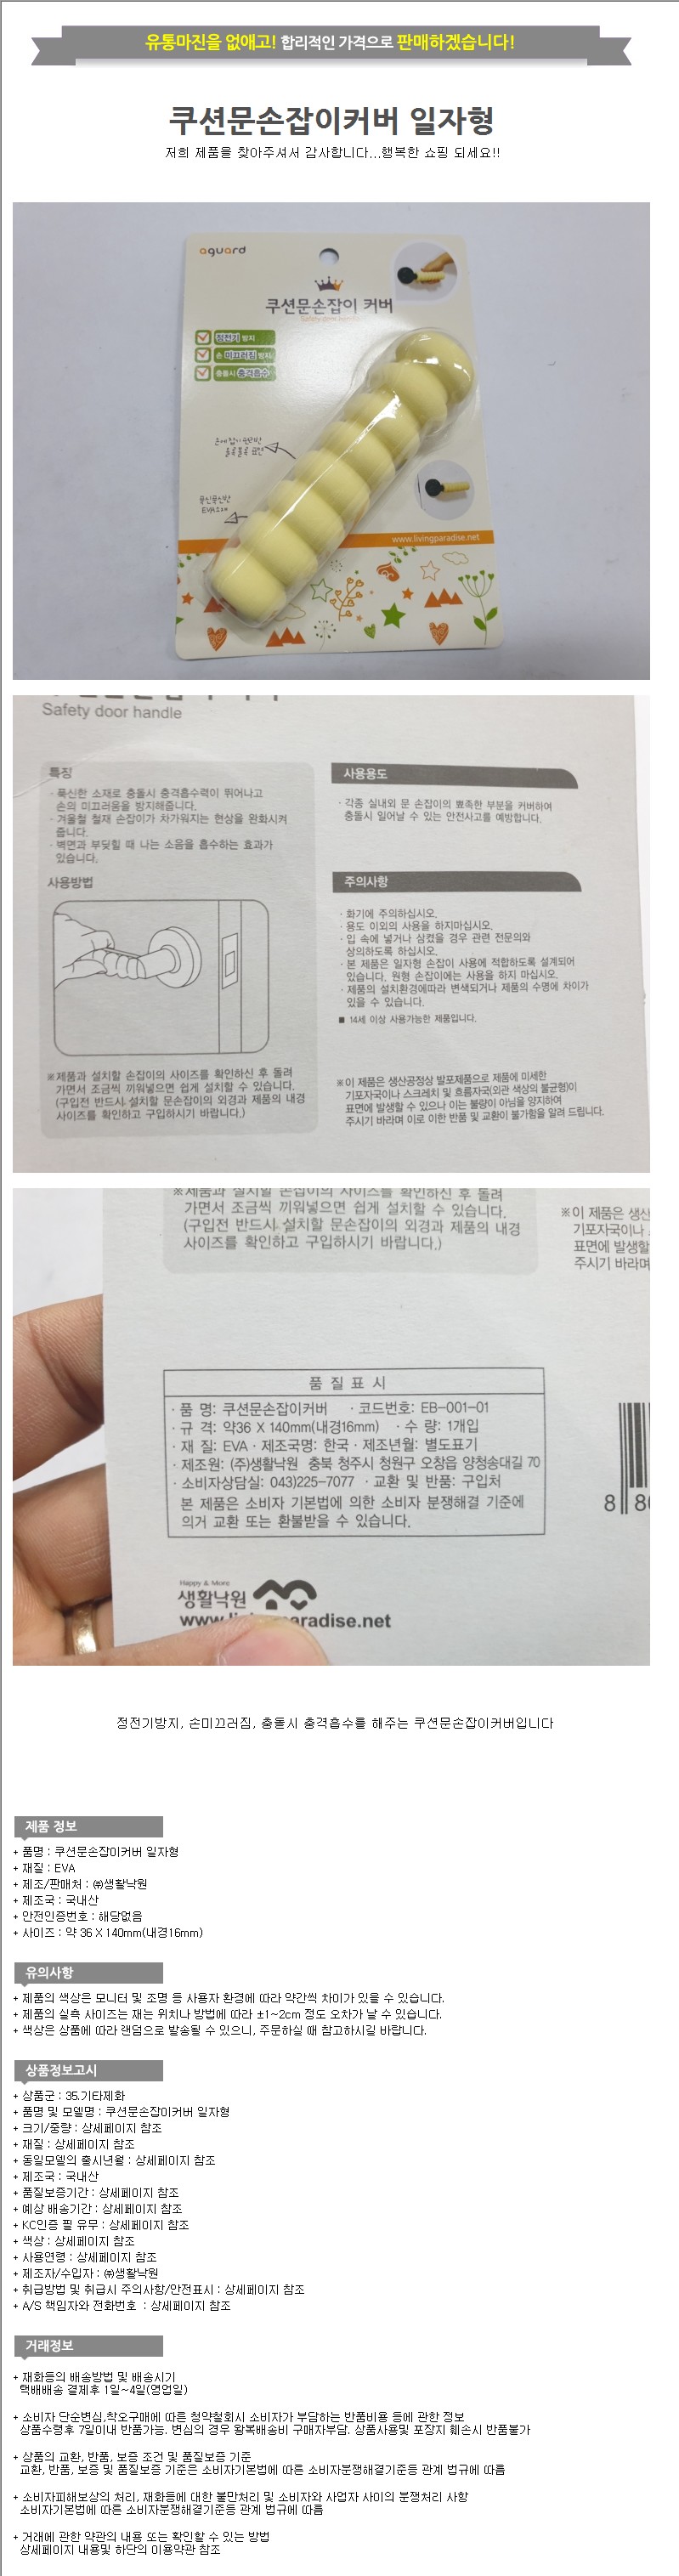 유통마진을 없애고! 합리적인 가격으로 판매하겠습니다!
쿠션문손잡이커버 일자형
저희 제품을 찾아주셔서 감사합니다...행복한 쇼핑 되세요!!
aguard
쿠션문손잡이 커버
정전기 방지
손 미끄러짐 방지
충돌시 충격흡수
www.livingparadise.net
Safety door handle
특징
· 푹신한 소재로 충돌시 충격흡수력이 뛰어나고
손의 미끄러움을 방지해줍니다.
· 겨울철 철재 손잡이가 차가워지는 현상을 완화시켜
줍니다.
· 벽면과 부딪힐 때 나는 소음을 흡수하는 효과가
있습니다.
사용방법
※제품과 설치할 손잡이의 사이즈를 확인하신 후 돌려
가면서 조금씩 끼워넣으면 쉽게 설치할 수 있습니다.
(구입전 반드시 설치할 문손잡이의 외경과 제품의 내경
사이즈를 확인하고 구입하시기 바랍니다.)
사용용도
· 각종 실내외 문 손잡이의 뾰족한 부분을 커버하여
충돌시 일어날 수 있는 안전사고를 예방합니다.
주의사항
· 화기에 주의하십시오.
· 용도 이외의 사용을 하지마십시오.
· 입 속에 넣거나 삼켰을 경우 관련 전문의와
상의하도록 하십시오.
· 본 제품은 일자형 손잡이 사용에 적합하도록 설계되어
있습니다. 원형 손잡이에는 사용을 하지 마십시오.
· 제품의 설치환경에따라 변색되거나 제품의 수명에 차이가
있을 수 있습니다.
■ 14세 이상 사용가능한 제품입니다.
※이 제품은 생산공정상 발포제품으로 제품에 미세한
기포자국이나 스크래치 및 흐름자국(외관 색상의 불균형)이
표면에 발생할 수 있으나 이는 불량이 아님을 양지하여
주시기 바라며 이로 이한 반품 및 교환이 불가함을 알려 드립니다.
※제품과 설치할 손잡이의 사이즈를 확인하신 후 돌려
가면서 조금씩 끼워넣으면 쉽게 설치할 수 있습니다.
(구입전 반드시 설치할 문손잡이의 외경과 제품의 내경
사이즈를 확인하고 구입하시기 바랍니다.)
※이 제품은 생산
기포자국이나
표면에 발생할
주시기 바라며
품 질 표 시
· 품 명: 쿠션문손잡이커버 · 코드번호: EB-001-01
· 규 격: 약36 X 140mm(내경16mm) · 수 량: 1개입
· 재 질: EVA · 제조국명: 한국 · 제조년월: 별도표기
· 제조원: (주)생활낙원 충북 청주시 청원구 오창읍 양청송대길 70
· 소비자상담실: 043)225-7077 · 교환 및 반품: 구입처
본 제품은 소비자 기본법에 의한 소비자 분쟁해결 기준에
의거 교환 또는 환불받을 수 있습니다.
8 80
Happy & More
생활낙원
www.livingparadise.net
정전기방지, 손미끄러짐, 충돌시 충격흡수를 해주는 쿠션문손잡이커버입니다
제품 정보
+ 품명 : 쿠션문손잡이커버 일자형
+ 재질 : EVA
+ 제조/판매처 : ㈜생활낙원
+ 제조국 : 국내산
+ 안전인증번호 : 해당없음
+ 사이즈 : 약 36 X 140mm(내경16mm)
유의사항
+ 제품의 색상은 모니터 및 조명 등 사용자 환경에 따라 약간씩 차이가 있을 수 있습니다.
+ 제품의 실측 사이즈는 재는 위치나 방법에 따라 ±1~2cm 정도 오차가 날 수 있습니다.
+ 색상은 상품에 따라 랜덤으로 발송될 수 있으니, 주문하실 때 참고하시길 바랍니다.
상품정보고시
+ 상품군 : 35.기타재화
+ 품명 및 모델명 : 쿠션문손잡이커버 일자형
+ 크기/중량 : 상세페이지 참조
+ 재질 : 상세페이지 참조
+ 동일모델의 출시년월 : 상세페이지 참조
+ 제조국 : 국내산
+ 품질보증기간 : 상세페이지 참조
+ 예상 배송기간 : 상세페이지 참조
+ KC인증 필 유무 : 상세페이지 참조
+ 색상 : 상세페이지 참조
+ 사용연령 : 상세페이지 참조
+ 제조자/수입자 : ㈜생활낙원
+ 취급방법 및 취급시 주의사항/안전표시 : 상세페이지 참조
+ A/S 책임자와 전화번호 : 상세페이지 참조
거래정보
+ 재화등의 배송방법 및 배송시기
택배배송 결제후 1일~4일(영업일)
+ 소비자 단순변심,착오구매에 따른 청약철회시 소비자가 부담하는 반품비용 등에 관한 정보
상품수령후 7일이내 반품가능. 변심의 경우 왕복배송비 구매자부담. 상품사용및 포장지 훼손시 반품불가
+ 상품의 교환, 반품, 보증 조건 및 품질보증 기준
교환, 반품, 보증 및 품질보증 기준은 소비자기본법에 따른 소비자분쟁해결기준등 관계 법규에 따름
+ 소비자피해보상의 처리, 재화등에 대한 불만처리 및 소비자와 사업자 사이의 분쟁처리 사항
소비자기본법에 따른 소비자분쟁해결기준등 관계 법규에 따름
+ 거래에 관한 약관의 내용 또는 확인할 수 있는 방법
상세페이지 내용및 하단의 이용약관 참조